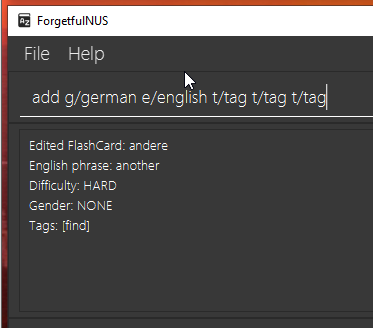 ForgetfulNUS
File Help
add g/german e/english t/tag t/tag t/tag
Edited FlashCard: andere
English phrase: another
Difficulty: HARD
Gender: NONE
Tags: [find]